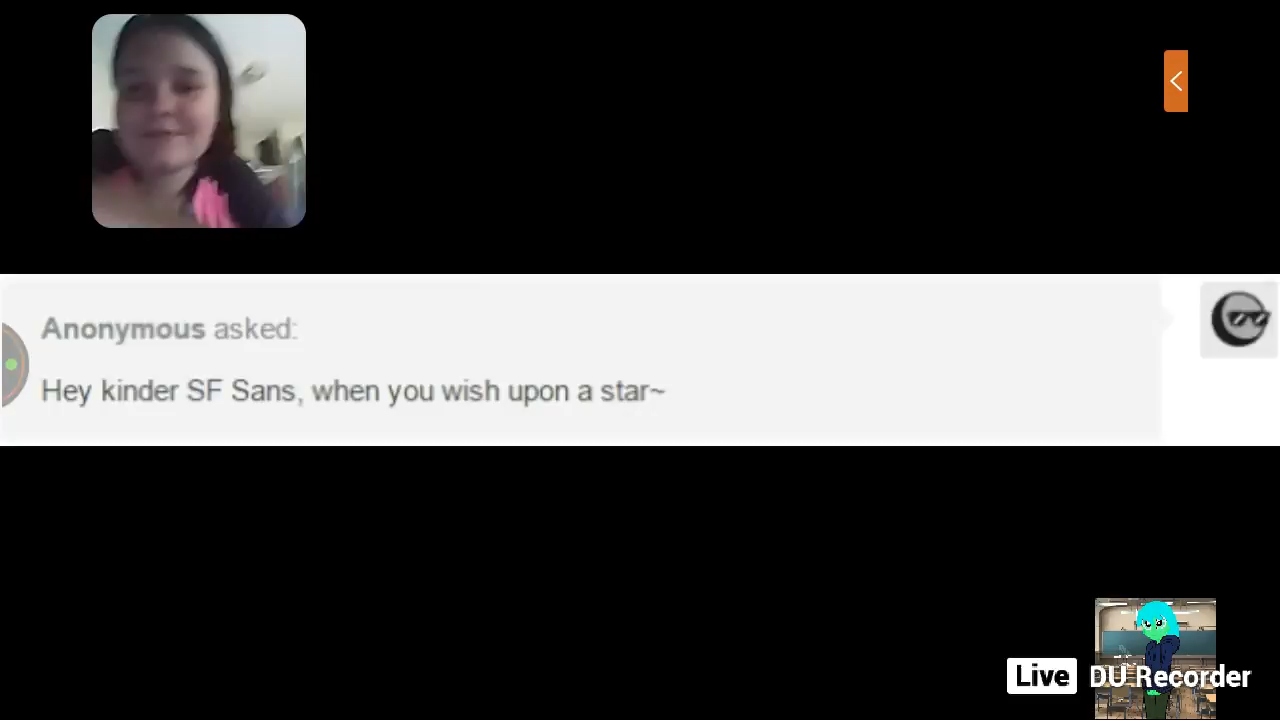 Anonymous asked:
Hey kinder SF Sans, when you wish upon a star~
Live DU Recorder